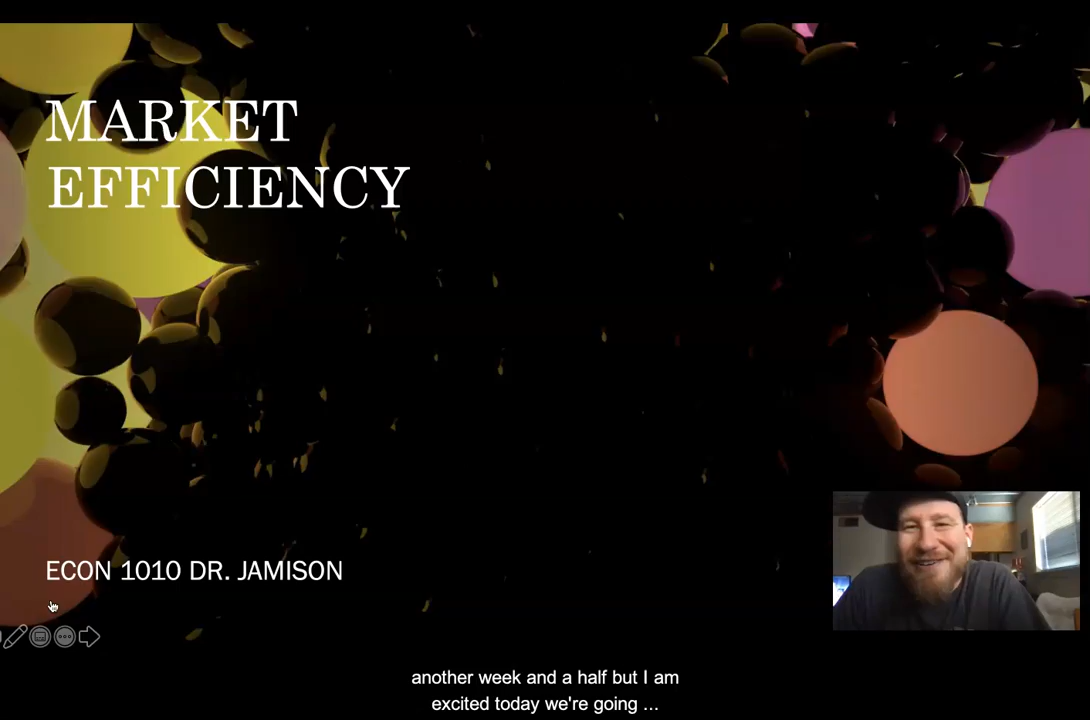 MARKET
EFFICIENCY
ECON 1010 DR. JAMISON
another week and a half but I am
excited today we're going ...